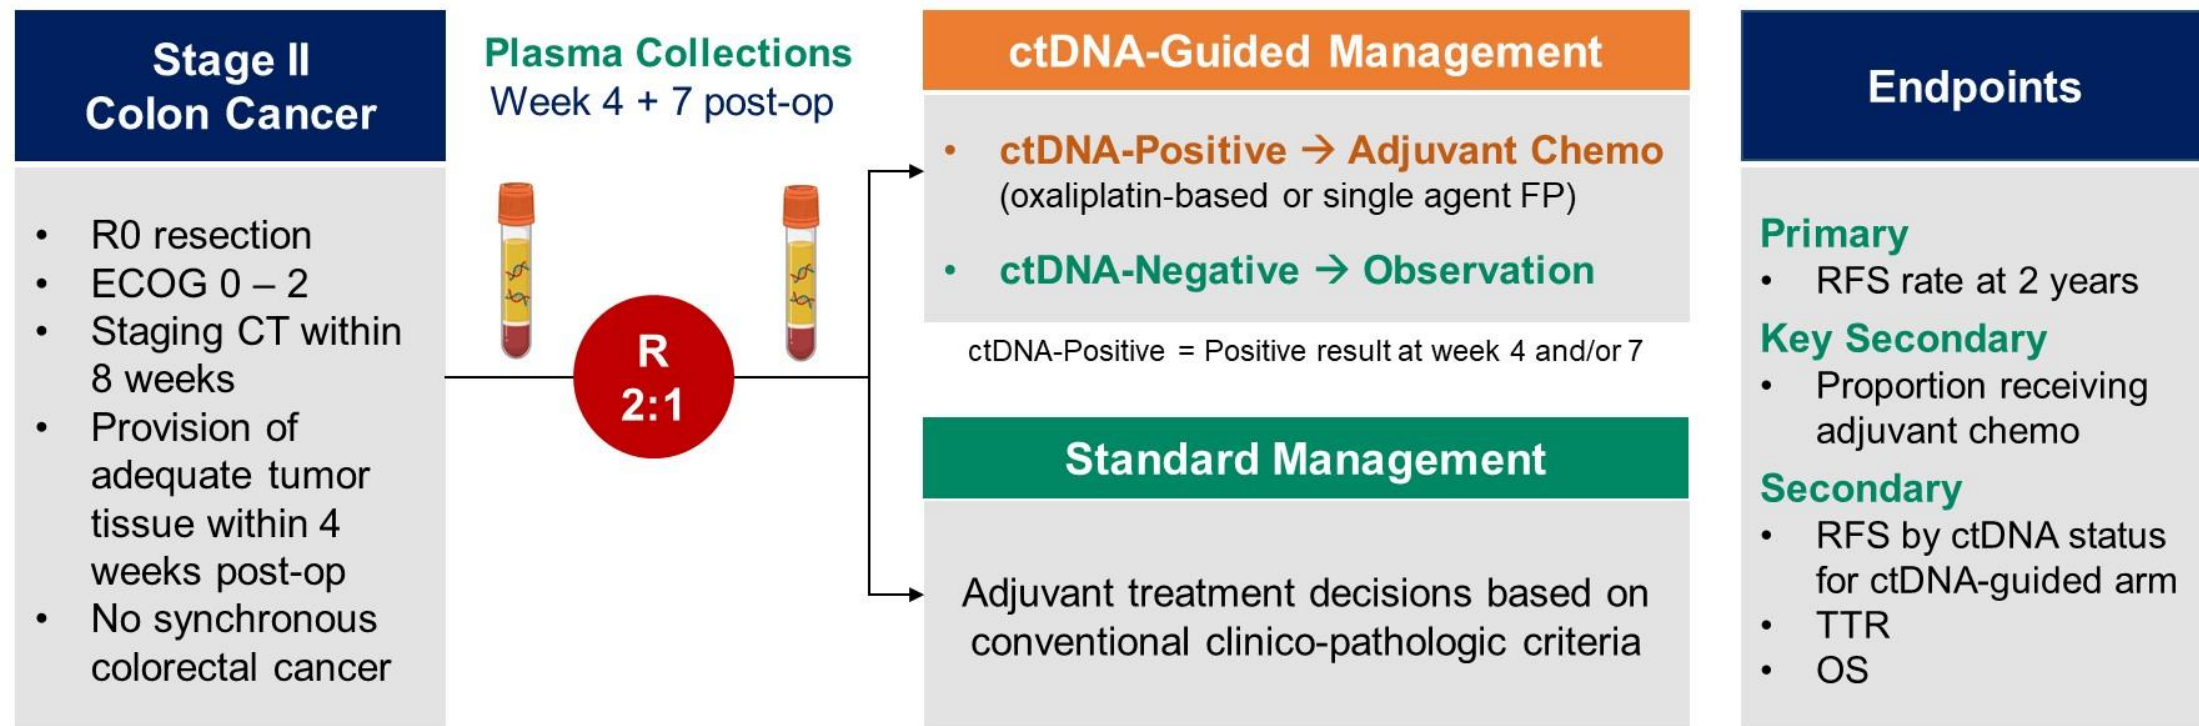 Stage II
Colon Cancer
• R0 resection
• ECOG 0 – 2
• Staging CT within
8 weeks
• Provision of
adequate tumor
tissue within 4
weeks post-op
• No synchronous
colorectal cancer
Plasma Collections
Week 4 + 7 post-op
R
2:1
ctDNA-Guided Management
• ctDNA-Positive → Adjuvant Chemo
(oxaliplatin-based or single agent FP)
• ctDNA-Negative → Observation
ctDNA-Positive = Positive result at week 4 and/or 7
Standard Management
Adjuvant treatment decisions based on
conventional clinico-pathologic criteria
Endpoints
Primary
• RFS rate at 2 years
Key Secondary
• Proportion receiving
adjuvant chemo
Secondary
• RFS by ctDNA status
for ctDNA-guided arm
• TTR
• OS